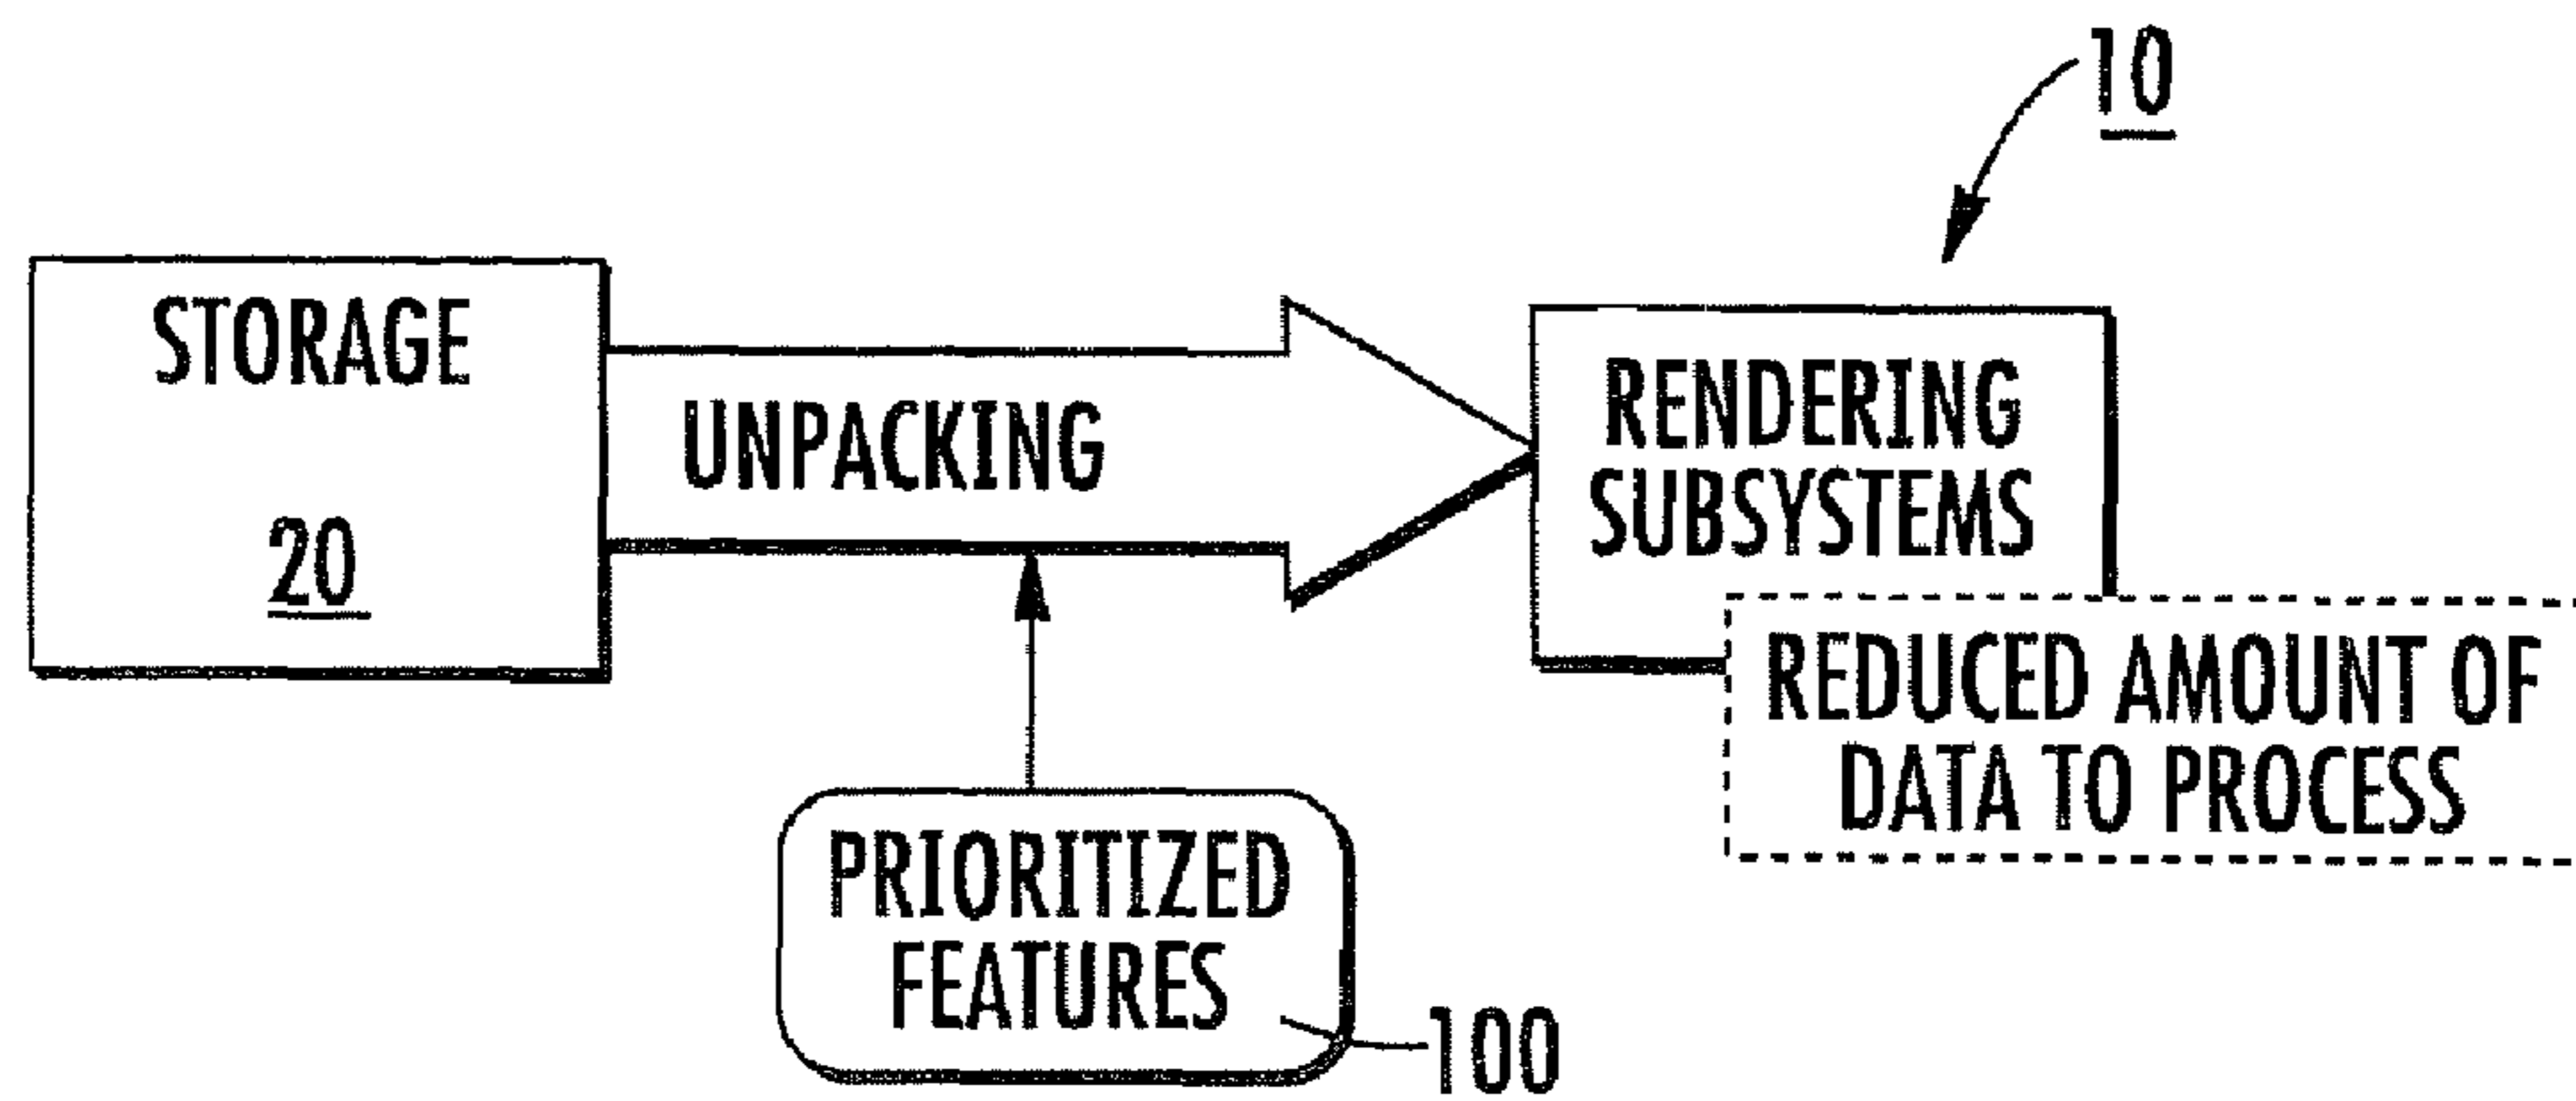 10
STORAGE
20
UNPACKING
RENDERING
SUBSYSTEMS
REDUCED AMOUNT OF
DATA TO PROCESS
PRIORITIZED
FEATURES
100